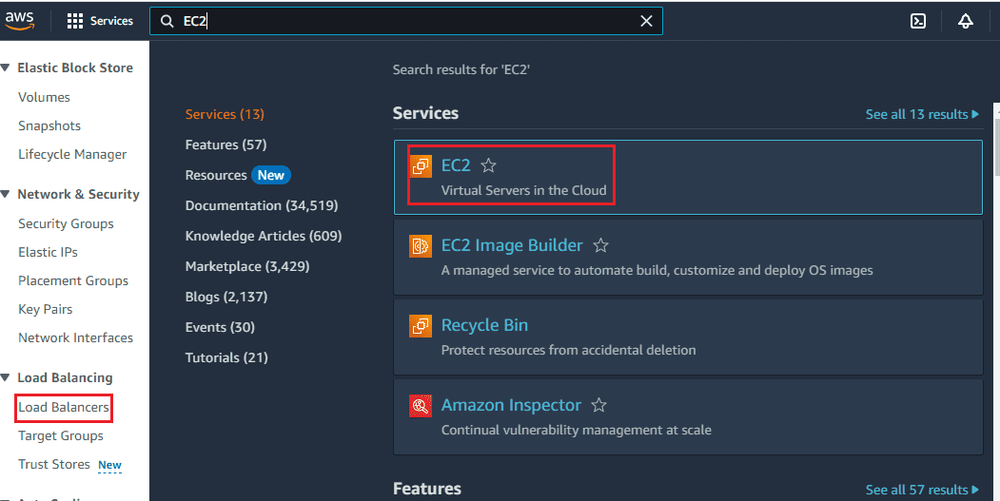 aws
Services
EC2
Elastic Block Store
Volumes
Snapshots
Lifecycle Manager
Network & Security
Security Groups
Elastic IPs
Placement Groups
Key Pairs
Network Interfaces
Load Balancing
Load Balancers
Target Groups
Trust Stores New
Search results for 'EC2'
Services (13)
Features (57)
Resources New
Documentation (34,519)
Knowledge Articles (609)
Marketplace (3,429)
Blogs (2,137)
Events (30)
Tutorials (21)
Services
See all 13 results
EC2
Virtual Servers in the Cloud
EC2 Image Builder
A managed service to automate build, customize and deploy OS images
Recycle Bin
Protect resources from accidental deletion
Amazon Inspector
Continual vulnerability management at scale
Features
See all 57 results